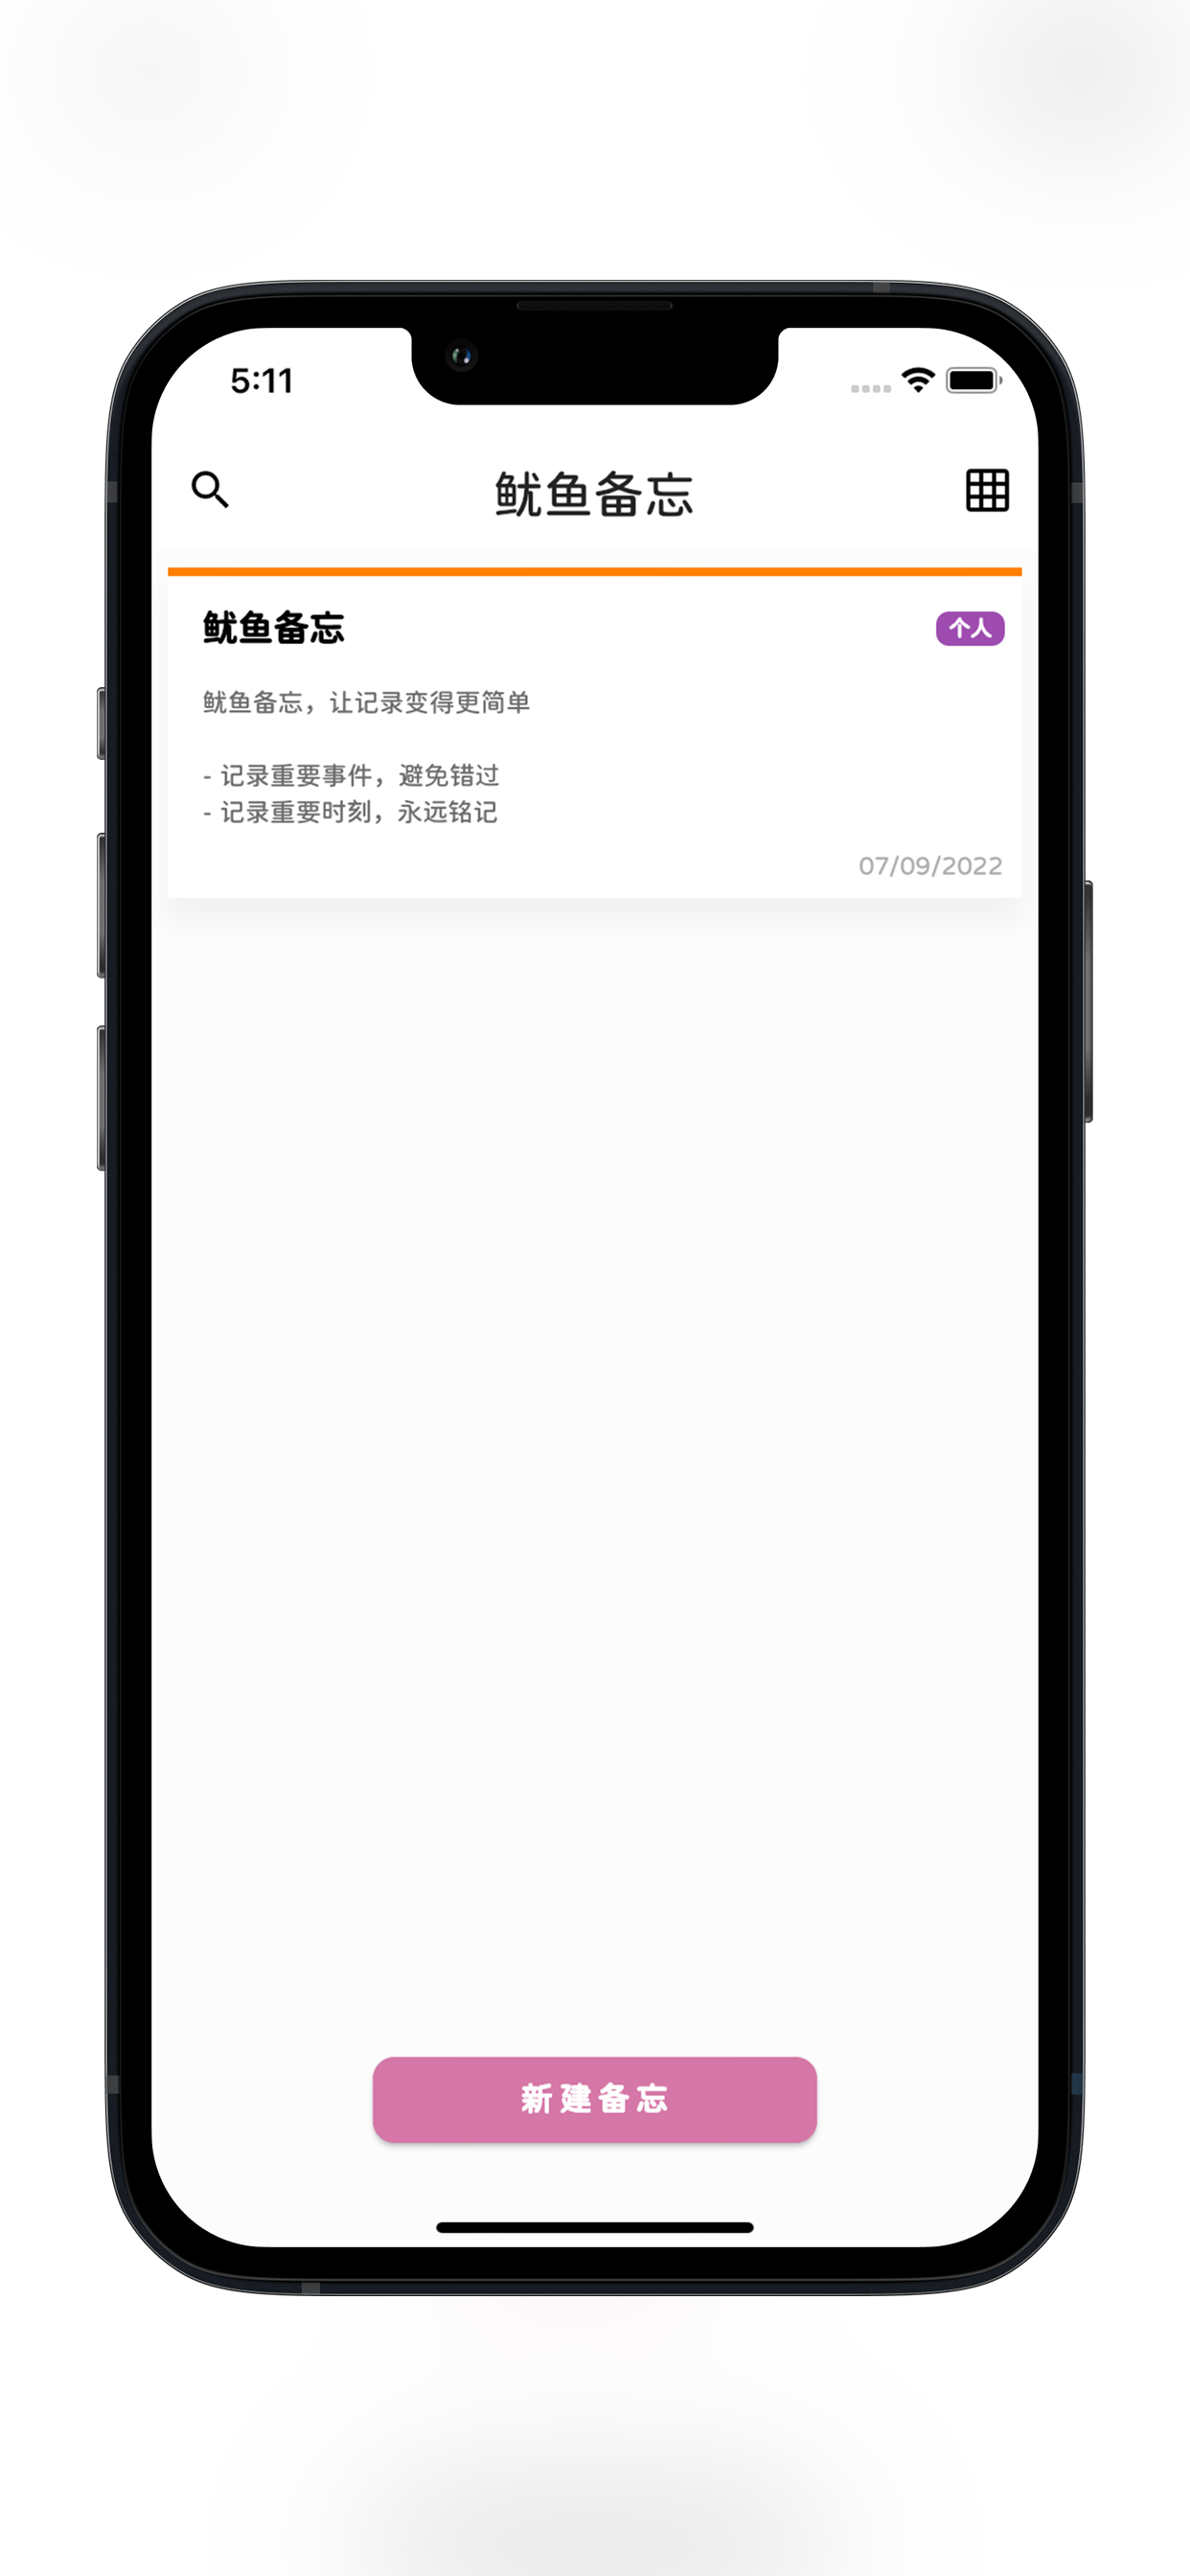 5:11
鱿鱼备忘
鱿鱼备忘
个人
鱿鱼备忘，让记录变得更简单
- 记录重要事件，避免错过
- 记录重要时刻，永远铭记
07/09/2022
新建备忘